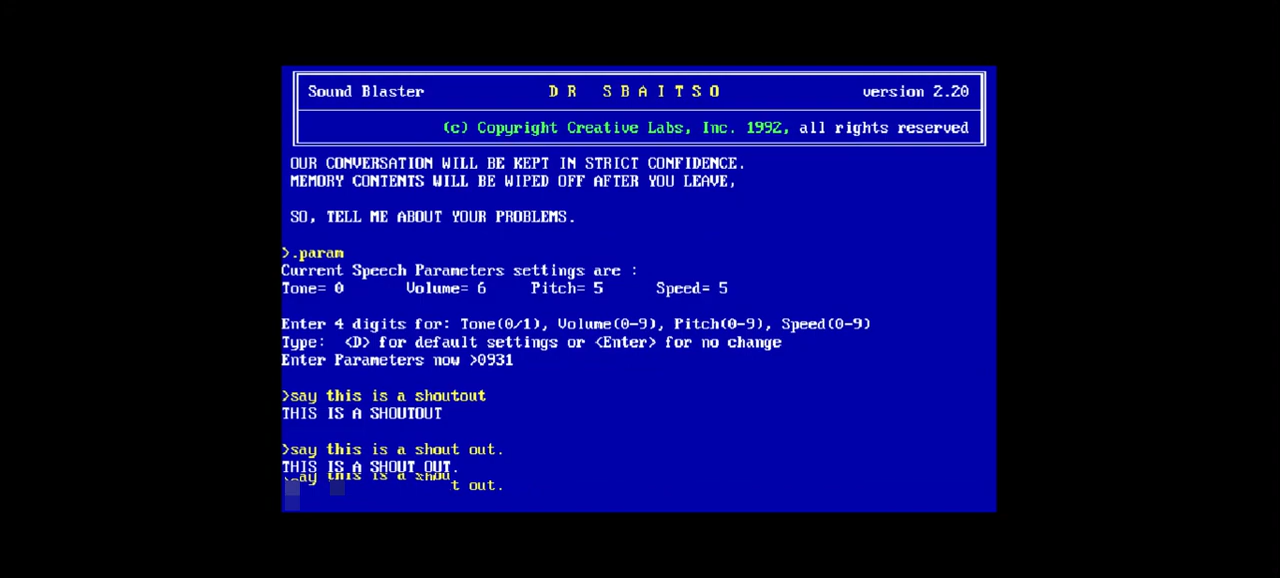 Sound Blaster D R S B A I T S O version 2.20
(c) Copyright Creative Labs, Inc. 1992, all rights reserved
OUR CONVERSATION WILL BE KEPT IN STRICT CONFIDENCE.
MEMORY CONTENTS WILL BE WIPED OFF AFTER YOU LEAVE,
SO, TELL ME ABOUT YOUR PROBLEMS.
>.param
Current Speech Parameters settings are :
Tone= 0 Volume= 6 Pitch= 5 Speed= 5
Enter 4 digits for: Tone(0/1), Volume(0-9), Pitch(0-9), Speed(0-9)
Type: <D> for default settings or <Enter> for no change
Enter Parameters now >0931
>say this is a shoutout
THIS IS A SHOUTOUT
>say this is a shout out.
THIS IS A SHOUT OUT.
>say this is a shout out.